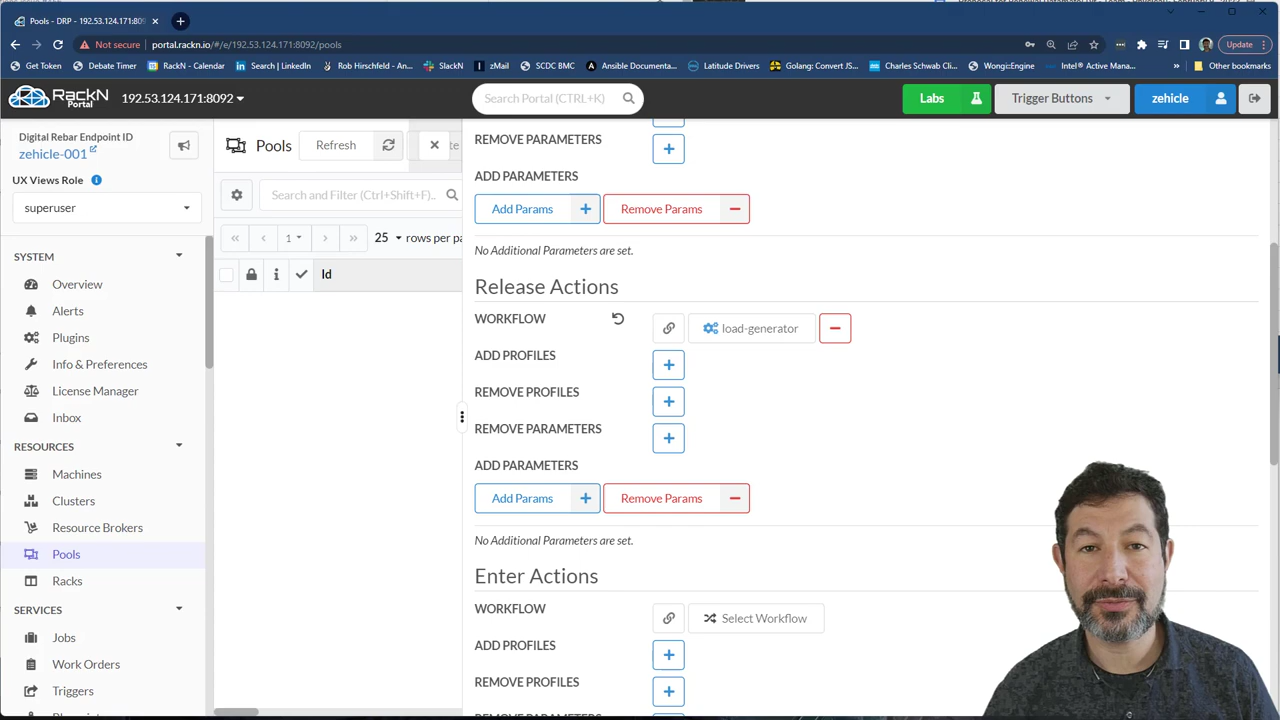 Pools - DRP - 192.53.124.171:809
Not secure
portal.rackn.io/#/e/192.53.124.171:8092/pools
Update
Get Token
Debate Timer
RackN - Calendar
Search | LinkedIn
Rob Hirschfeld - An...
SlackN
zMail
SCDC BMC
Ansible Documenta...
Latitude Drivers
Golang: Convert JS...
Charles Schwab Clie...
Wongi:Engine
Intel® Active Mana...
»
Other bookmarks
RackN
Portal
192.53.124.171:8092
Search Portal (CTRL+K)
Labs
Trigger Buttons
zehicle
Digital Rebar Endpoint ID
zehicle-001
UX Views Role
superuser
SYSTEM
Overview
Alerts
Plugins
Info & Preferences
License Manager
Inbox
RESOURCES
Machines
Clusters
Resource Brokers
Pools
Racks
SERVICES
Jobs
Work Orders
Triggers
Pools
Refresh
Search and Filter (Ctrl+Shift+F)...
1
25 rows per pa
Id
REMOVE PARAMETERS
ADD PARAMETERS
Add Params
Remove Params
No Additional Parameters are set.
Release Actions
WORKFLOW
load-generator
ADD PROFILES
REMOVE PROFILES
REMOVE PARAMETERS
ADD PARAMETERS
Add Params
Remove Params
No Additional Parameters are set.
Enter Actions
WORKFLOW
Select Workflow
ADD PROFILES
REMOVE PROFILES